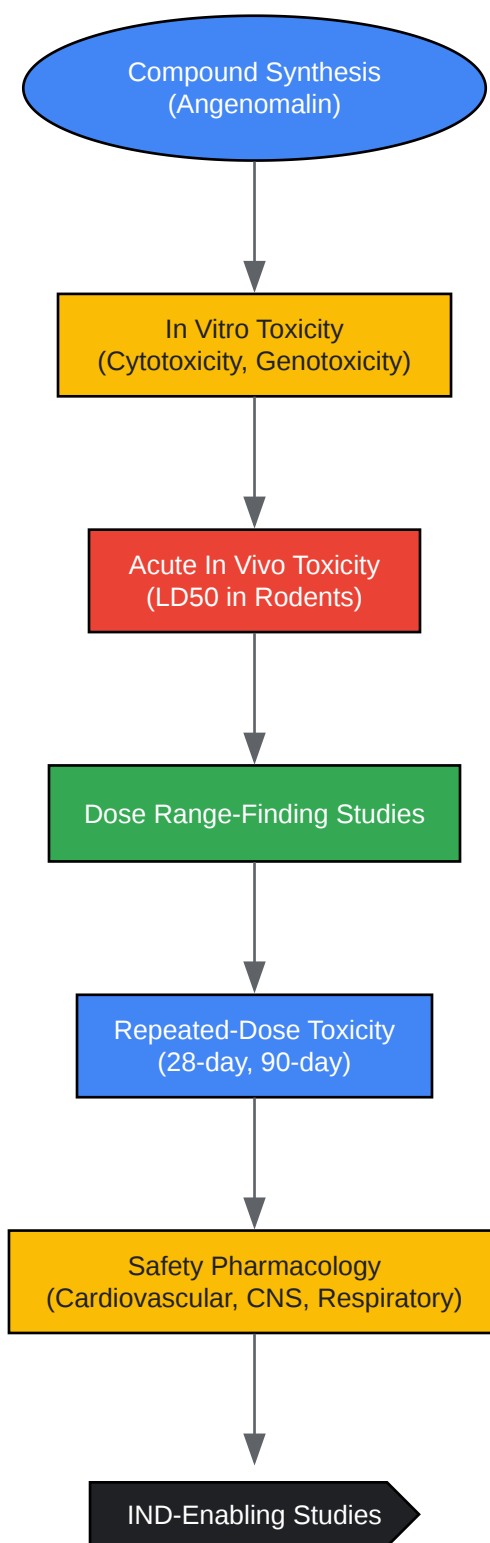 Compound Synthesis
(Angenomalin)
In Vitro Toxicity
(Cytotoxicity, Genotoxicity)
Acute In Vivo Toxicity
(LD50 in Rodents)
Dose Range-Finding Studies
Repeated-Dose Toxicity
(28-day, 90-day)
Safety Pharmacology
(Cardiovascular, CNS, Respiratory)
IND-Enabling Studies